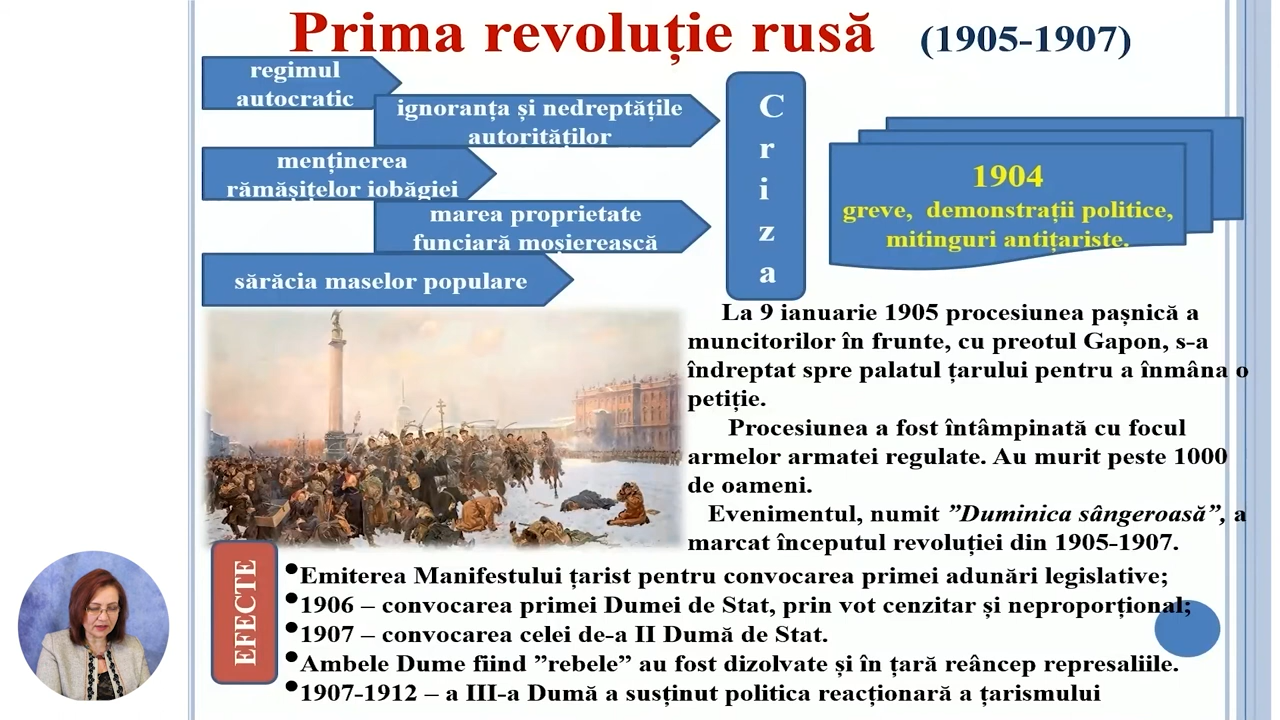 Prima revoluție rusă (1905-1907)
regimul
autocratic
ignoranța și nedreptățile
autorităților
menținerea
rămășițelor iobăgiei
marea proprietate
funciară moșierească
sărăcia maselor populare
C
r
i
z
a
1904
greve, demonstrații politice,
mitinguri antițariste.
La 9 ianuarie 1905 procesiunea pașnică a
muncitorilor în frunte, cu preotul Gapon, s-a
îndreptat spre palatul țarului pentru a înmâna o
petiție.
Procesiunea a fost întâmpinată cu focul
armelor armatei regulate. Au murit peste 1000
de oameni.
Evenimentul, numit ”Duminica sângeroasă”, a
marcat începutul revoluției din 1905-1907.
EFECTE
•Emiterea Manifestului țarist pentru convocarea primei adunări legislative;
•1906 – convocarea primei Dumei de Stat, prin vot cenzitar și neproporțional;
•1907 – convocarea celei de-a II Dumă de Stat.
•Ambele Dume fiind ”rebele” au fost dizolvate și în țară reâncep represaliile.
•1907-1912 – a III-a Dumă a susținut politica reacționară a țarismului